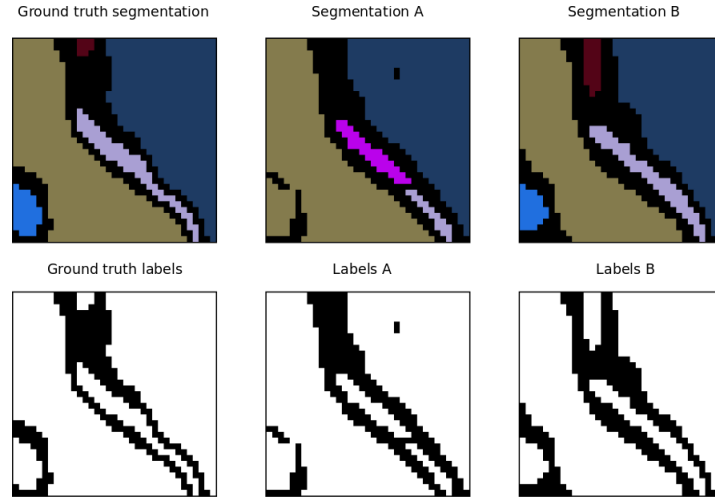 Ground truth segmentation
Segmentation A
Segmentation B
Ground truth labels
Labels A
Labels B